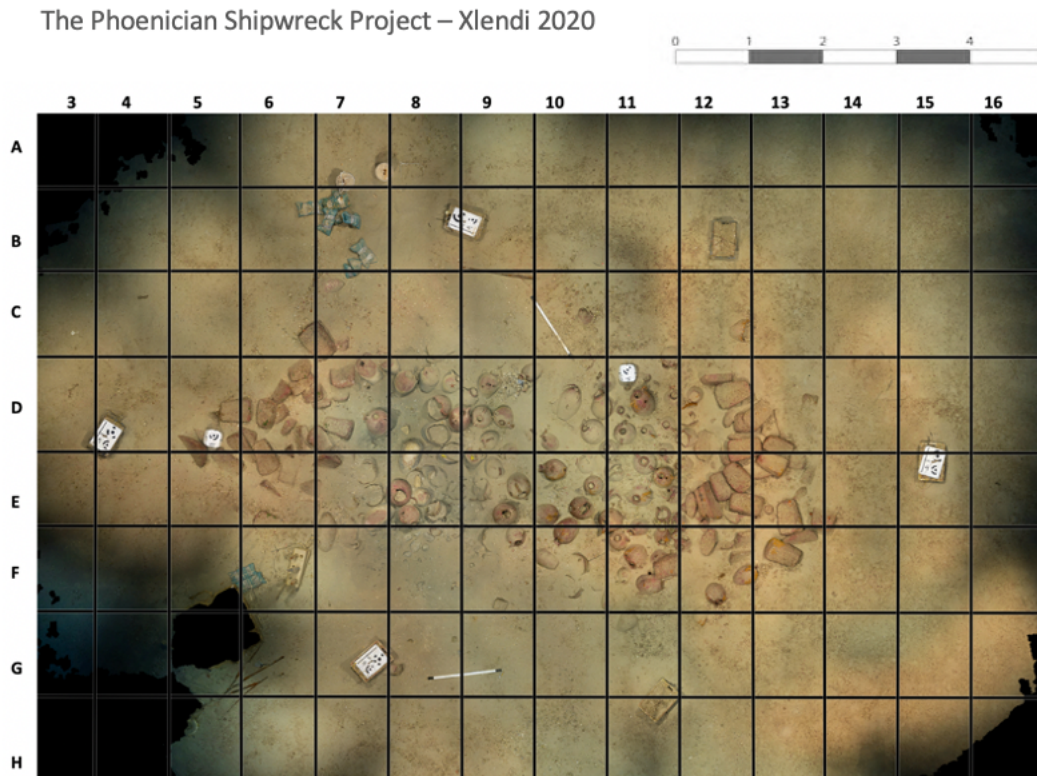 The Phoenician Shipwreck Project – Xlendi 2020
0 1 2 3 4
3 4 5 6 7 8 9 10 11 12 13 14 15 16
A
B
C
D
E
F
G
H